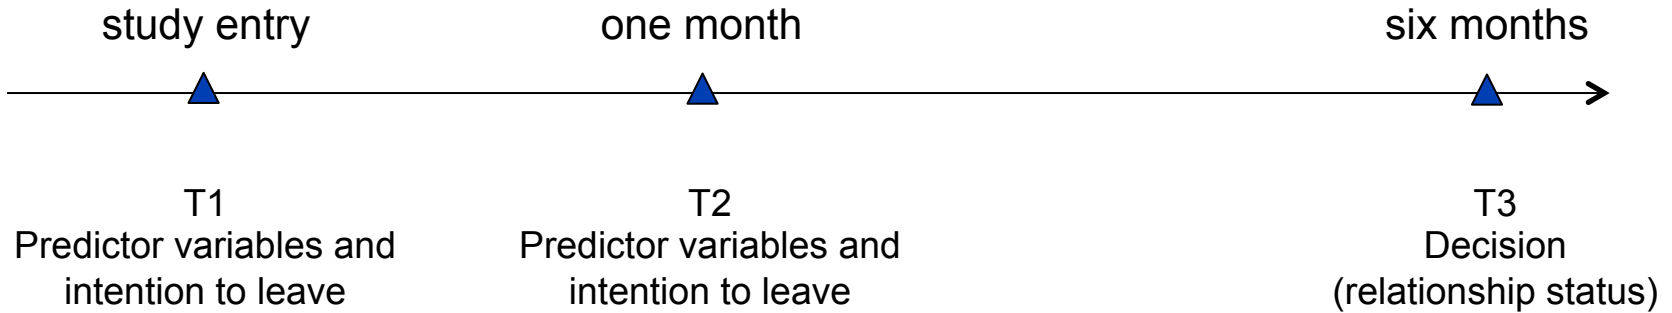 study entry
one month
six months
T1
Predictor variables and
intention to leave
T2
Predictor variables and
intention to leave
T3
Decision
(relationship status)